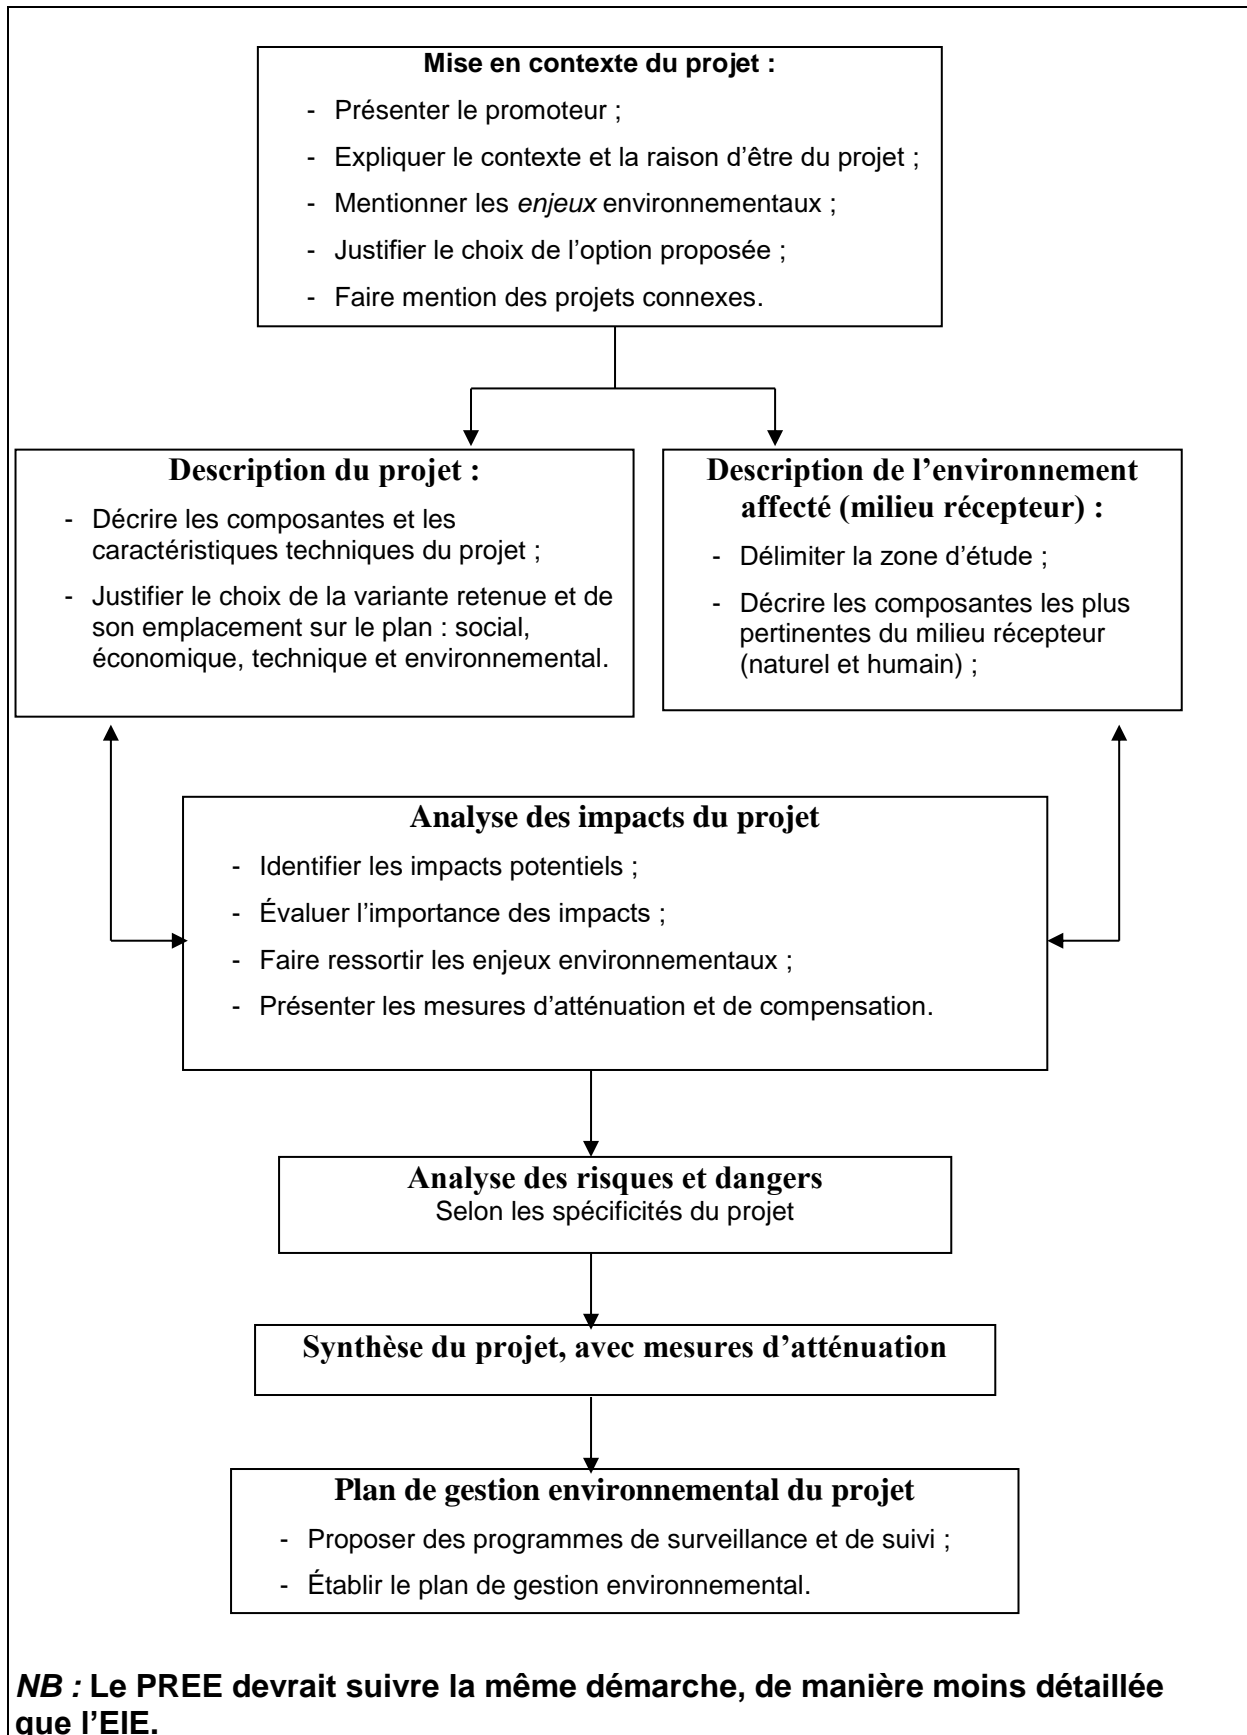 Mise en contexte du projet :
- Présenter le promoteur ;
- Expliquer le contexte et la raison d’être du projet ;
- Mentionner les enjeux environnementaux ;
- Justifier le choix de l’option proposée ;
- Faire mention des projets connexes.
Description du projet :
- Décrire les composantes et les
caractéristiques techniques du projet ;
- Justifier le choix de la variante retenue et de
son emplacement sur le plan : social,
économique, technique et environnemental.
Description de l’environnement
affecté (milieu récepteur) :
- Délimiter la zone d’étude ;
- Décrire les composantes les plus
pertinentes du milieu récepteur
(naturel et humain) ;
Analyse des impacts du projet
- Identifier les impacts potentiels ;
- Évaluer l’importance des impacts ;
- Faire ressortir les enjeux environnementaux ;
- Présenter les mesures d’atténuation et de compensation.
Analyse des risques et dangers
Selon les spécificités du projet
Synthèse du projet, avec mesures d’atténuation
Plan de gestion environnemental du projet
- Proposer des programmes de surveillance et de suivi ;
- Établir le plan de gestion environnemental.
NB : Le PREE devrait suivre la même démarche, de manière moins détaillée
que l’EIE.